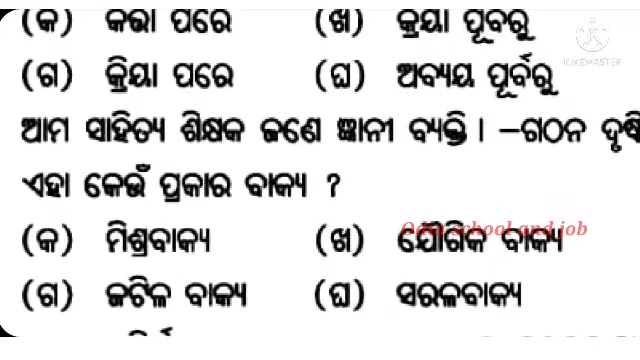 (କ) କର୍ତ୍ତା ପରେ (ଖ) କ୍ରିୟା ପୂର୍ବରୁ
KINEMASTER
(ଗ) କ୍ରିୟା ପରେ (ଘ) ଅବ୍ୟୟ ପୂର୍ବରୁ
ଆମ ସାହିତ୍ୟ ଶିକ୍ଷକ ଜଣେ ଜ୍ଞାନୀ ବ୍ୟକ୍ତି । –ଗଠନ
ଏହା କେଉଁ ପ୍ରକାର ବାକ୍ୟ ?
Odia school and job
(କ) ମିଶ୍ରବାକ୍ୟ (ଖ) ଯୌଗିକ ବାକ୍ୟ
(ଗ) ଜଟିଳ ବାକ୍ୟ (ଘ) ସରଳବାକ୍ୟ